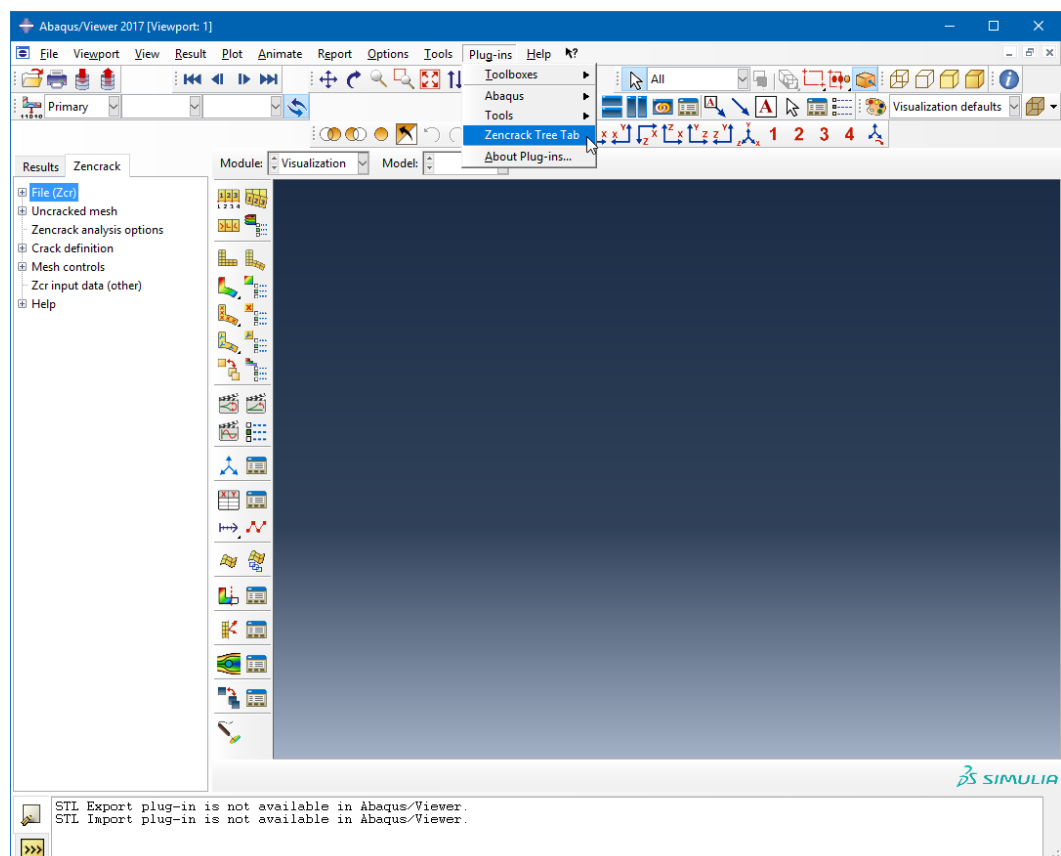 Abaqus/Viewer 2017 [Viewport: 1]
File Viewport View Result Plot Animate Report Options Tools Plug-ins Help
Toolboxes
Abaqus
Tools
Zencrack Tree Tab
About Plug-ins...
All
Primary
Visualization defaults
1 2 3 4
Results Zencrack
Module: Visualization Model:
File (Zcr)
Uncracked mesh
Zencrack analysis options
Crack definition
Mesh controls
Zcr input data (other)
Help
SIMULIA
STL Export plug-in is not available in Abaqus/Viewer.
STL Import plug-in is not available in Abaqus/Viewer.
>>>